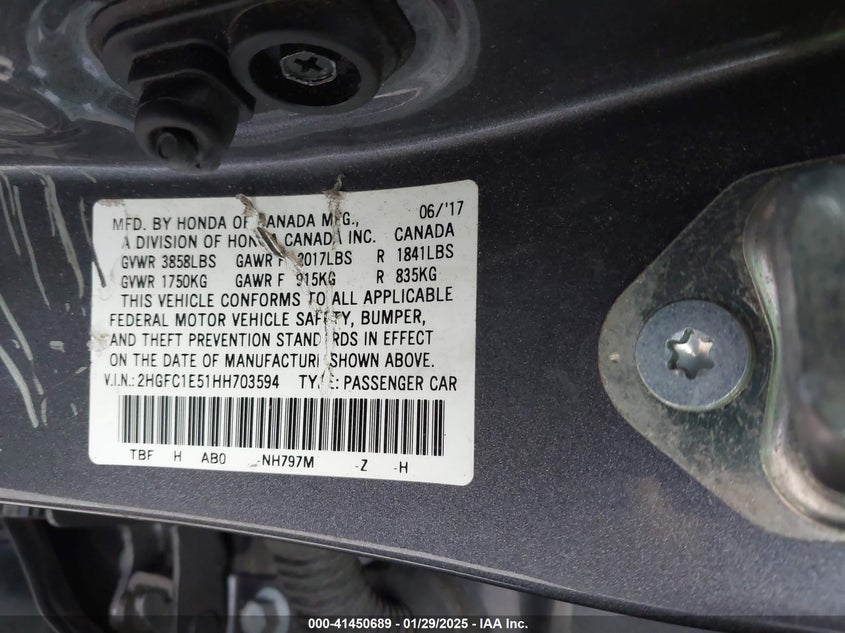 MFD. BY HONDA OF CANADA MFG., 06/'17
A DIVISION OF HONDA CANADA INC. CANADA
GVWR 3858LBS GAWR F 2017LBS R 1841LBS
GVWR 1750KG GAWR F 915KG R 835KG
THIS VEHICLE CONFORMS TO ALL APPLICABLE
FEDERAL MOTOR VEHICLE SAFETY, BUMPER,
AND THEFT PREVENTION STANDARDS IN EFFECT
ON THE DATE OF MANUFACTURE SHOWN ABOVE.
V.I.N.: 2HGFC1E51HH703594 TYPE: PASSENGER CAR
TBF H AB0 -NH797M -Z -H
000-41450689 - 01/29/2025 - IAA Inc.